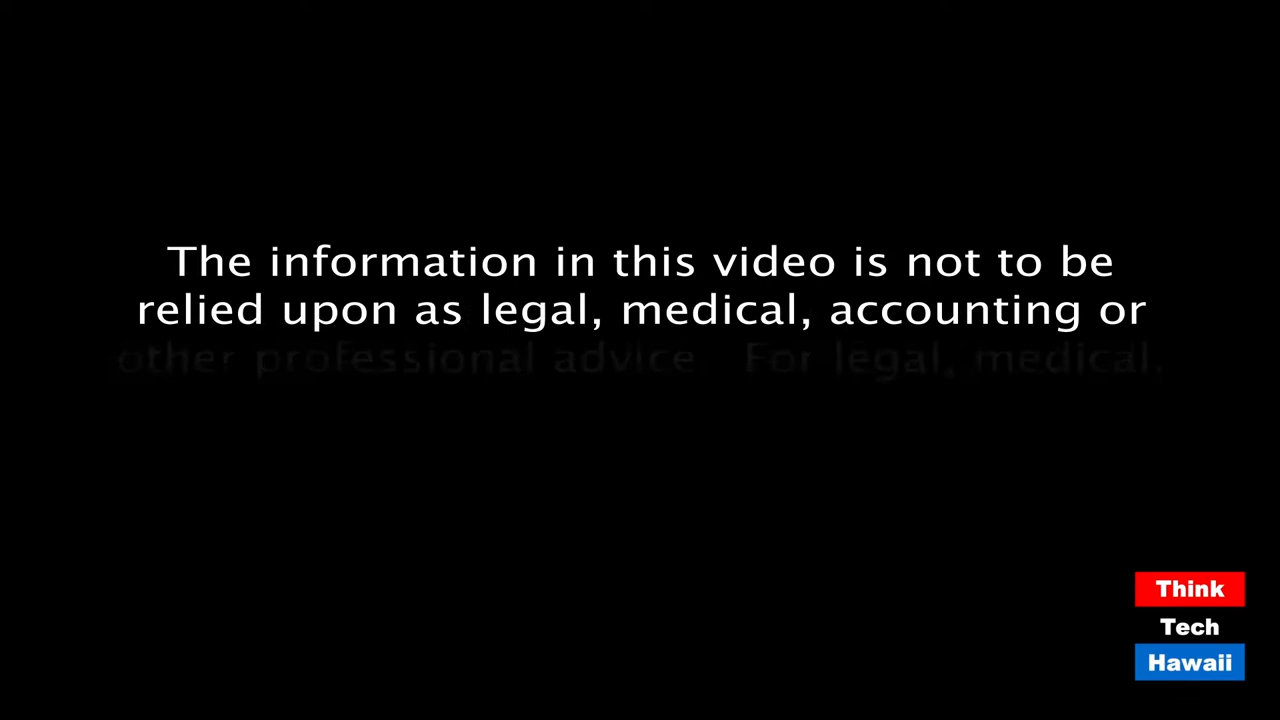 The information in this video is not to be
relied upon as legal, medical, accounting or
other professional advice For legal, medical,
Think
Tech
Hawaii